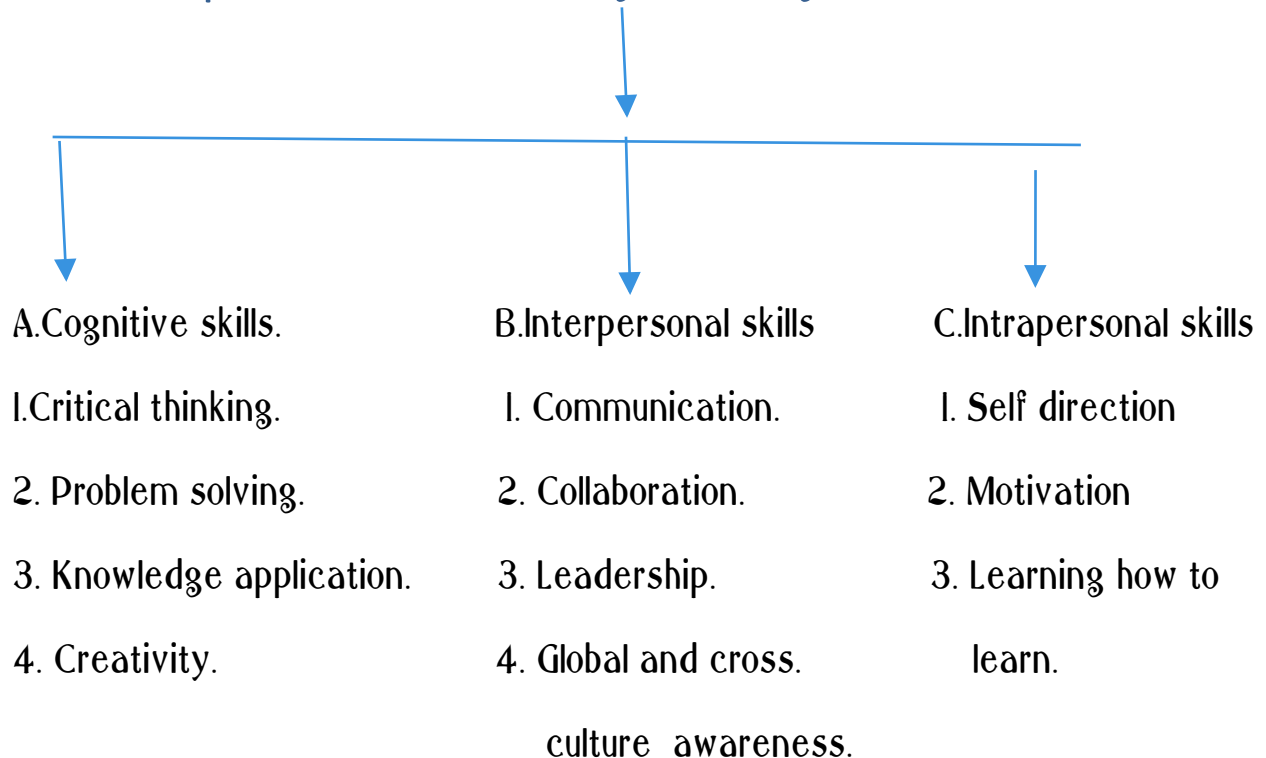 A.Cognitive skills.
1.Critical thinking.
2. Problem solving.
3. Knowledge application.
4. Creativity.
B.Interpersonal skills
1. Communication.
2. Collaboration.
3. Leadership.
4. Global and cross.
culture awareness.
C.Intrapersonal skills
1. Self direction
2. Motivation
3. Learning how to
learn.